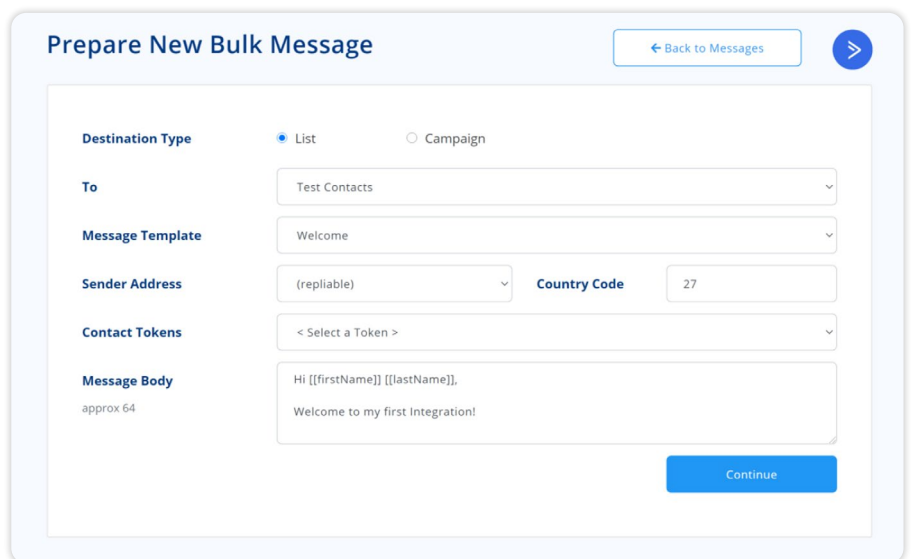 Prepare New Bulk Message
← Back to Messages
Destination Type
List
Campaign
To
Test Contacts
Message Template
Welcome
Sender Address
(repliable)
Country Code
27
Contact Tokens
< Select a Token >
Message Body
approx 64
Hi [[firstName]] [[lastName]],
Welcome to my first Integration!
Continue